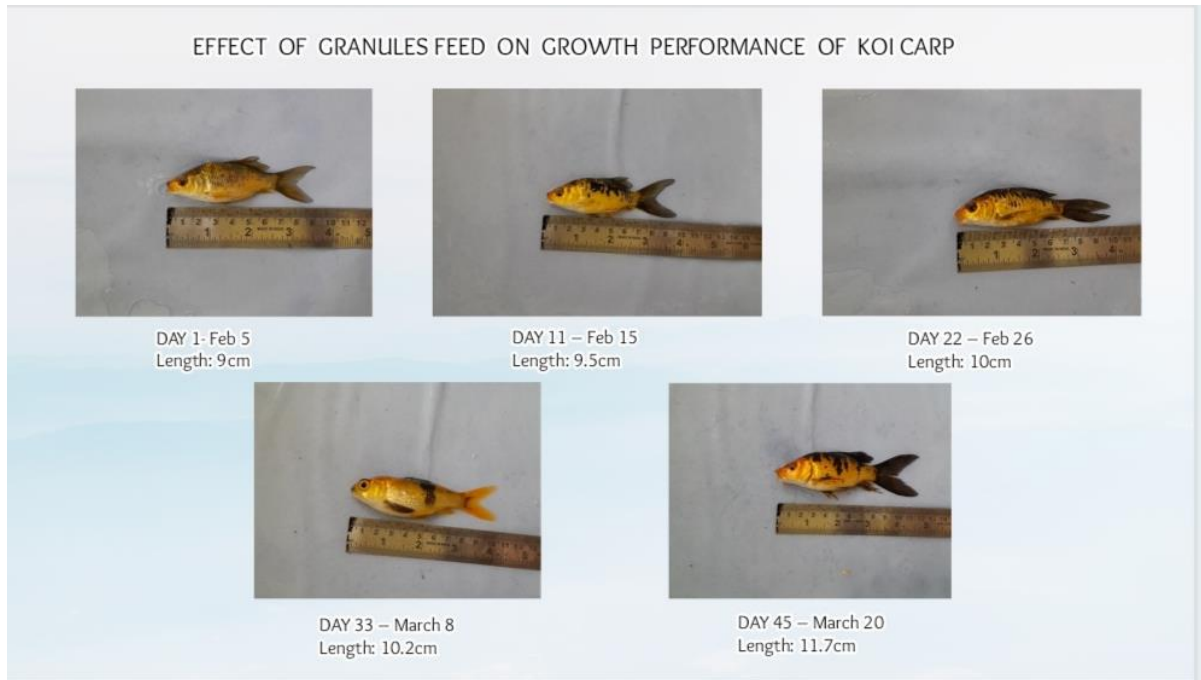 EFFECT OF GRANULES FEED ON GROWTH PERFORMANCE OF KOI CARP
DAY 1- Feb 5
Length: 9cm
DAY 11 – Feb 15
Length: 9.5cm
DAY 22 – Feb 26
Length: 10cm
DAY 33 – March 8
Length: 10.2cm
DAY 45 – March 20
Length: 11.7cm